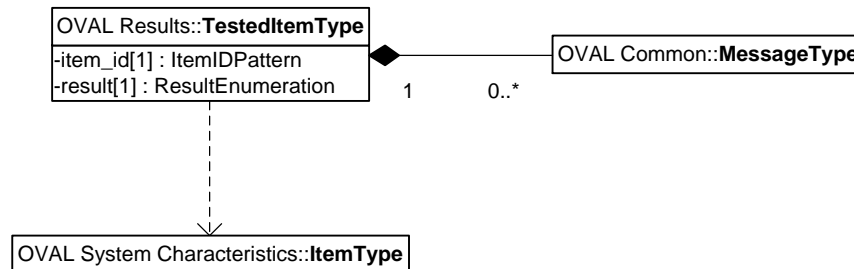 OVAL Results::TestedItemType
-item_id[1] : ItemIDPattern
-result[1] : ResultEnumeration
OVAL Common::MessageType
1
0..*
OVAL System Characteristics::ItemType